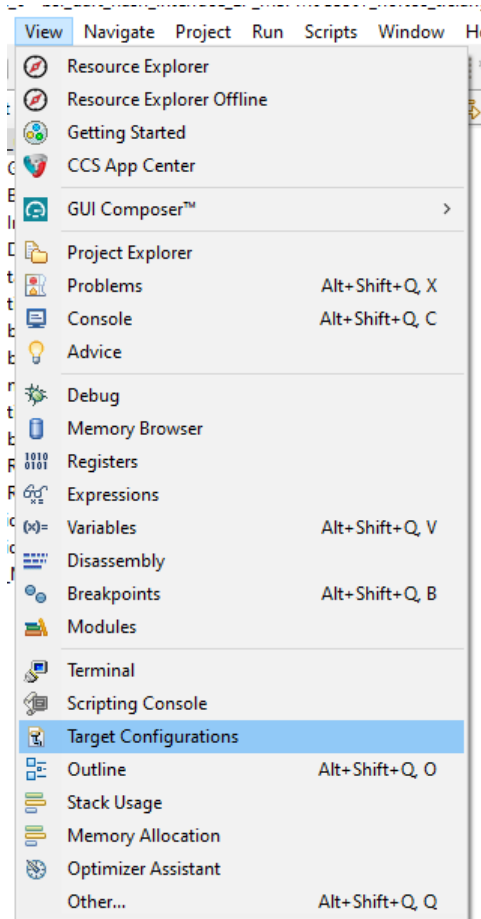 View Navigate Project Run Scripts Window
Resource Explorer
Resource Explorer Offline
Getting Started
CCS App Center
GUI Composer™ >
Project Explorer
Problems Alt+Shift+Q, X
Console Alt+Shift+Q, C
Advice
Debug
Memory Browser
1010
0101 Registers
Expressions
(x)= Variables Alt+Shift+Q, V
Disassembly
Breakpoints Alt+Shift+Q, B
Modules
Terminal
Scripting Console
Target Configurations
Outline Alt+Shift+Q, O
Stack Usage
Memory Allocation
Optimizer Assistant
Other... Alt+Shift+Q, Q